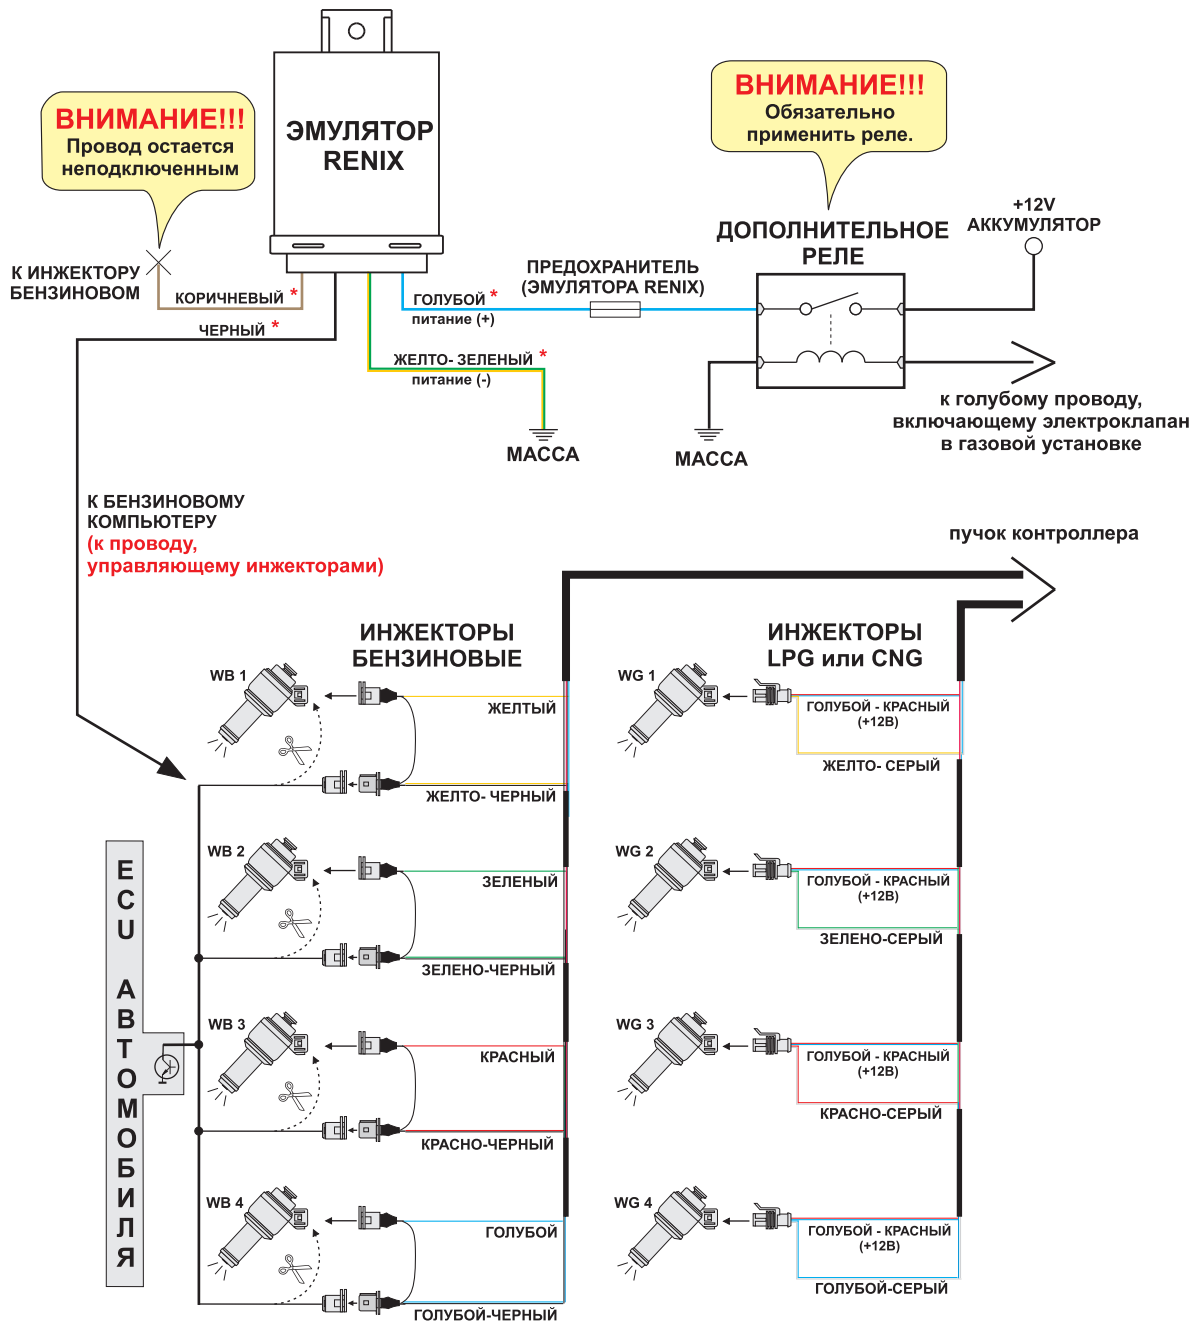 ВНИМАНИЕ!!!
Провод остается
неподключенным
ЭМУЛЯТОР
RENIX
ВНИМАНИЕ!!!
Обязательно
применить реле.
+12V
АККУМУЛЯТОР
ДОПОЛНИТЕЛЬНОЕ
РЕЛЕ
ПРЕДОХРАНИТЕЛЬ
(ЭМУЛЯТОРА RENIX)
К ИНЖЕКТОРУ
БЕНЗИНОВОМ
КОРИЧНЕВЫЙ *
ЧЕРНЫЙ *
ГОЛУБОЙ *
питание (+)
ЖЕЛТО- ЗЕЛЕНЫЙ *
питание (-)
МАССА
МАССА
к голубому проводу,
включающему электроклапан
в газовой установке
К БЕНЗИНОВОМУ
КОМПЬЮТЕРУ
(к проводу,
управляющему инжекторами)
пучок контроллера
ИНЖЕКТОРЫ
БЕНЗИНОВЫЕ
ИНЖЕКТОРЫ
LPG или CNG
WB 1
ЖЕЛТЫЙ
ЖЕЛТО- ЧЕРНЫЙ
WG 1
ГОЛУБОЙ - КРАСНЫЙ
(+12В)
ЖЕЛТО- СЕРЫЙ
WB 2
ЗЕЛЕНЫЙ
ЗЕЛЕНО-ЧЕРНЫЙ
WG 2
ГОЛУБОЙ - КРАСНЫЙ
(+12В)
ЗЕЛЕНО-СЕРЫЙ
WB 3
КРАСНЫЙ
КРАСНО-ЧЕРНЫЙ
WG 3
ГОЛУБОЙ - КРАСНЫЙ
(+12В)
КРАСНО-СЕРЫЙ
WB 4
ГОЛУБОЙ
ГОЛУБОЙ-ЧЕРНЫЙ
WG 4
ГОЛУБОЙ - КРАСНЫЙ
(+12В)
ГОЛУБОЙ-СЕРЫЙ
ECU АВТОМОБИЛЯ